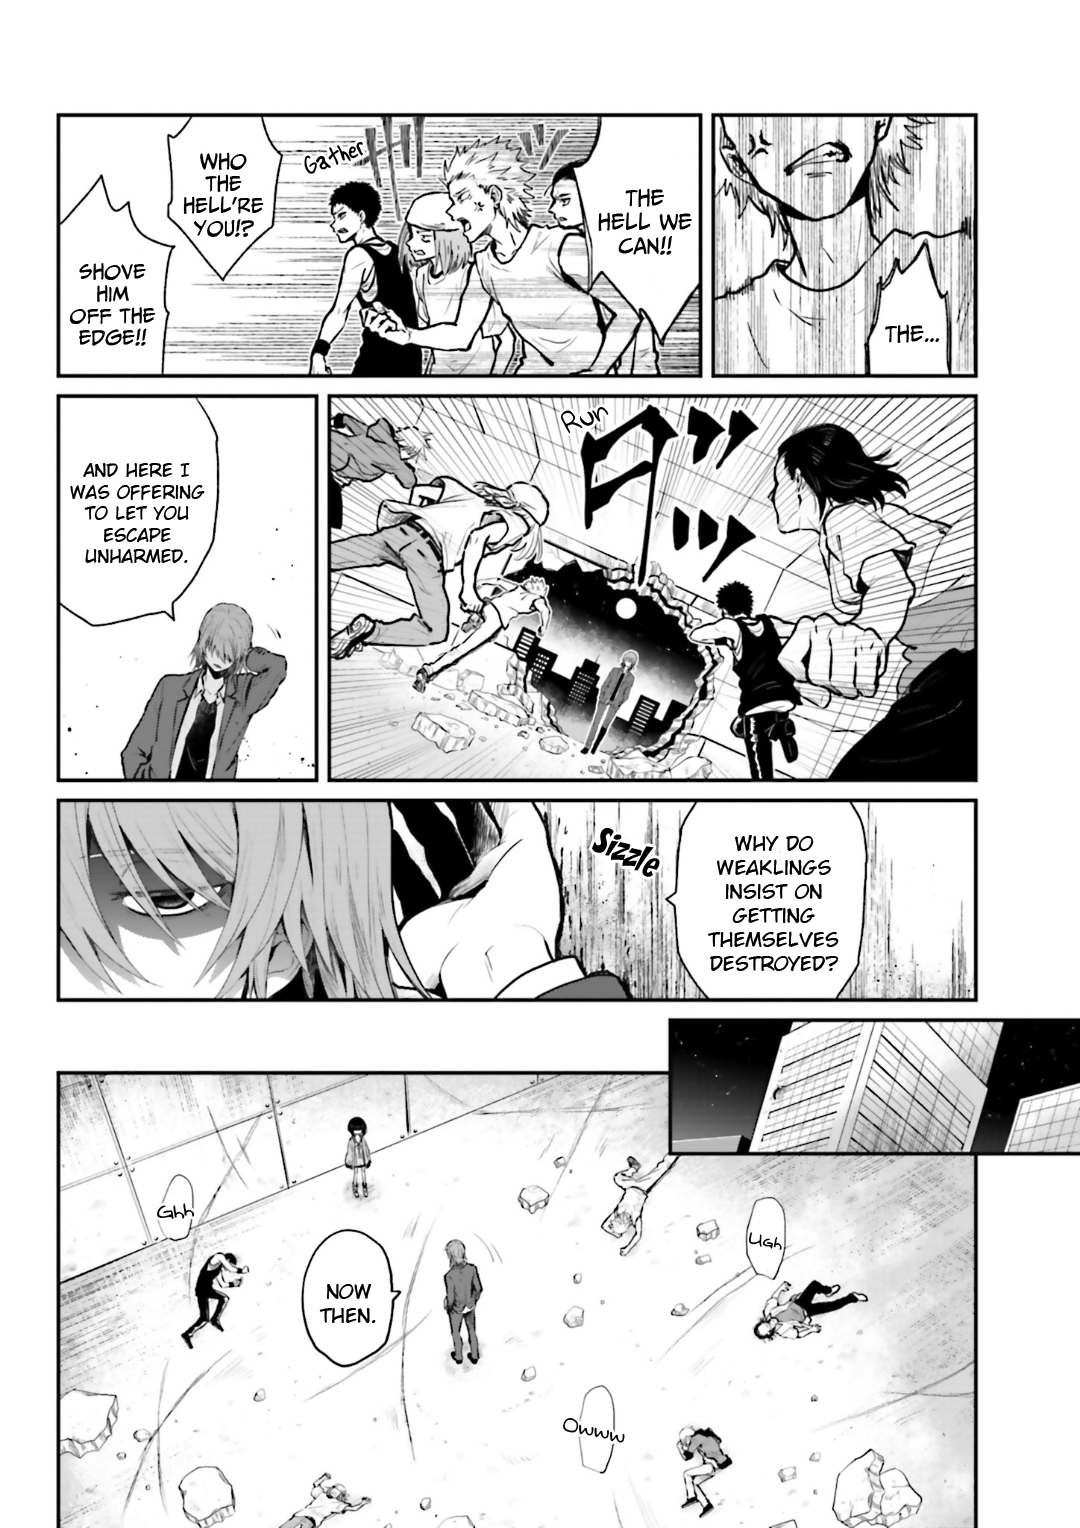 THE...
THE
HELL WE
CAN!!
Gather
WHO
THE
HELL'RE
YOU!?
SHOVE
HIM
OFF THE
EDGE!!
Run
ダッ
AND HERE I
WAS OFFERING
TO LET YOU
ESCAPE
UNHARMED.
WHY DO
WEAKLINGS
INSIST ON
GETTING
THEMSELVES
DESTROYED?
Sizzle
Ghh
Ugh
NOW
THEN.
Owww